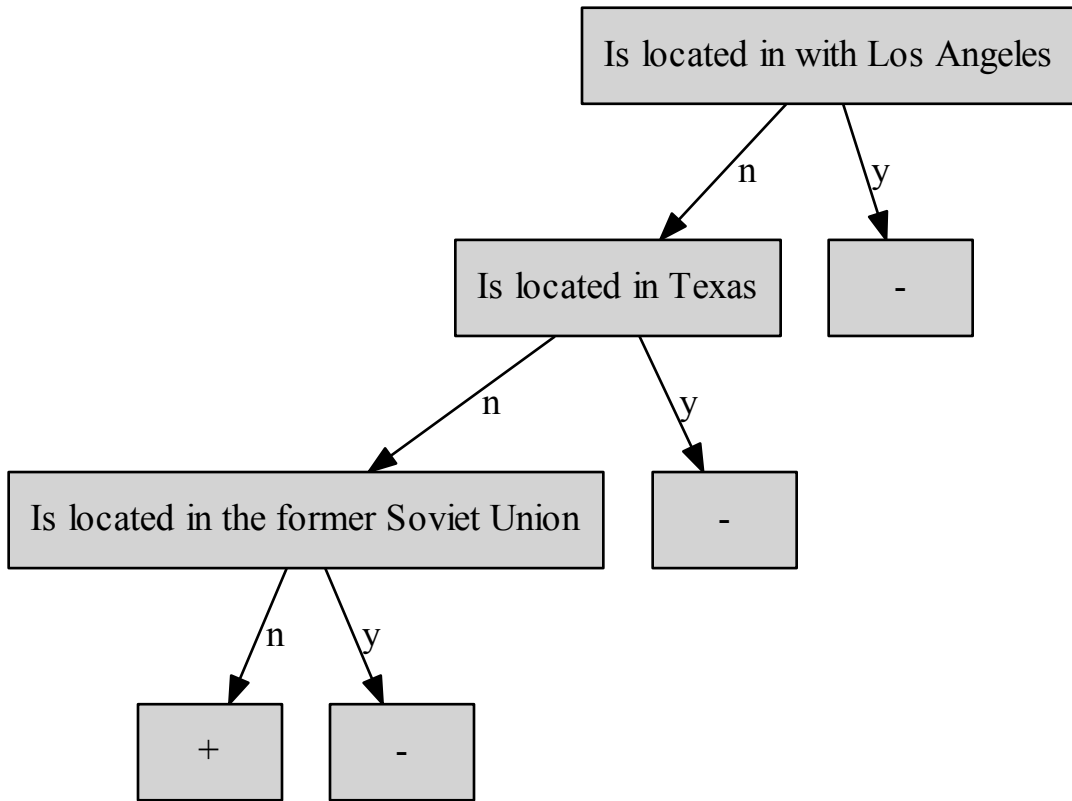 Is located in with Los Angeles
n
y
Is located in Texas
-
n
y
Is located in the former Soviet Union
-
n
y
+
-